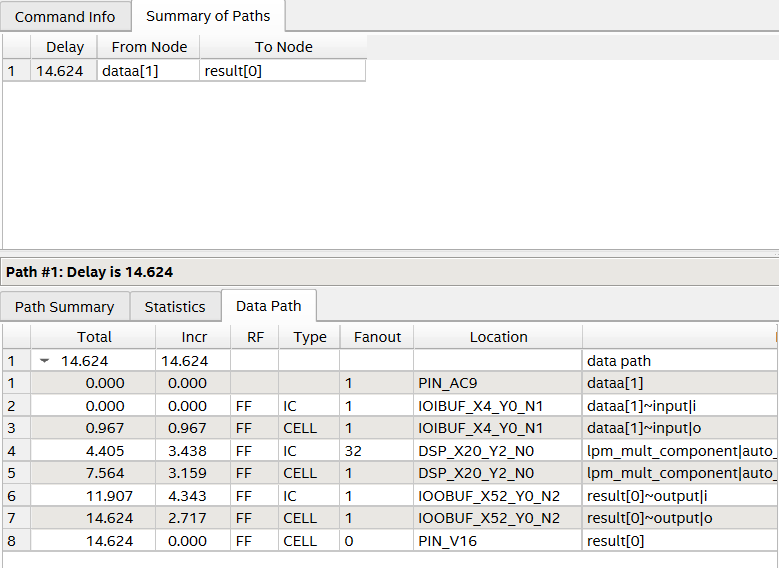 Command Info Summary of Paths
Delay From Node To Node
1 14.624 dataa[1] result[0]
Path #1: Delay is 14.624
Path Summary Statistics Data Path
Total Incr RF Type Fanout Location
1 14.624 14.624 data path
1 0.000 0.000 1 PIN_AC9 dataa[1]
2 0.000 0.000 FF IC 1 IOIBUF_X4_Y0_N1 dataa[1]~input|i
3 0.967 0.967 FF CELL 1 IOIBUF_X4_Y0_N1 dataa[1]~input|o
4 4.405 3.438 FF IC 32 DSP_X20_Y2_N0 lpm_mult_component|auto_
5 7.564 3.159 FF CELL 1 DSP_X20_Y2_N0 lpm_mult_component|auto_
6 11.907 4.343 FF IC 1 IOOBUF_X52_Y0_N2 result[0]~output|i
7 14.624 2.717 FF CELL 1 IOOBUF_X52_Y0_N2 result[0]~output|o
8 14.624 0.000 FF CELL 0 PIN_V16 result[0]